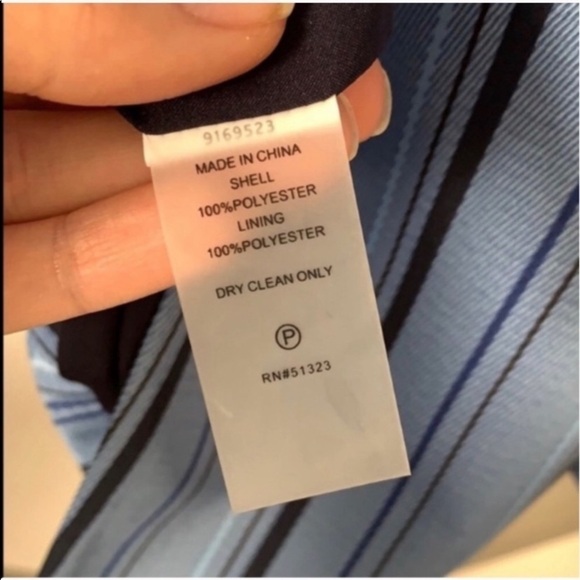 9169523
MADE IN CHINA
SHELL
100%POLYESTER
LINING
100%POLYESTER
DRY CLEAN ONLY
P
RN#51323